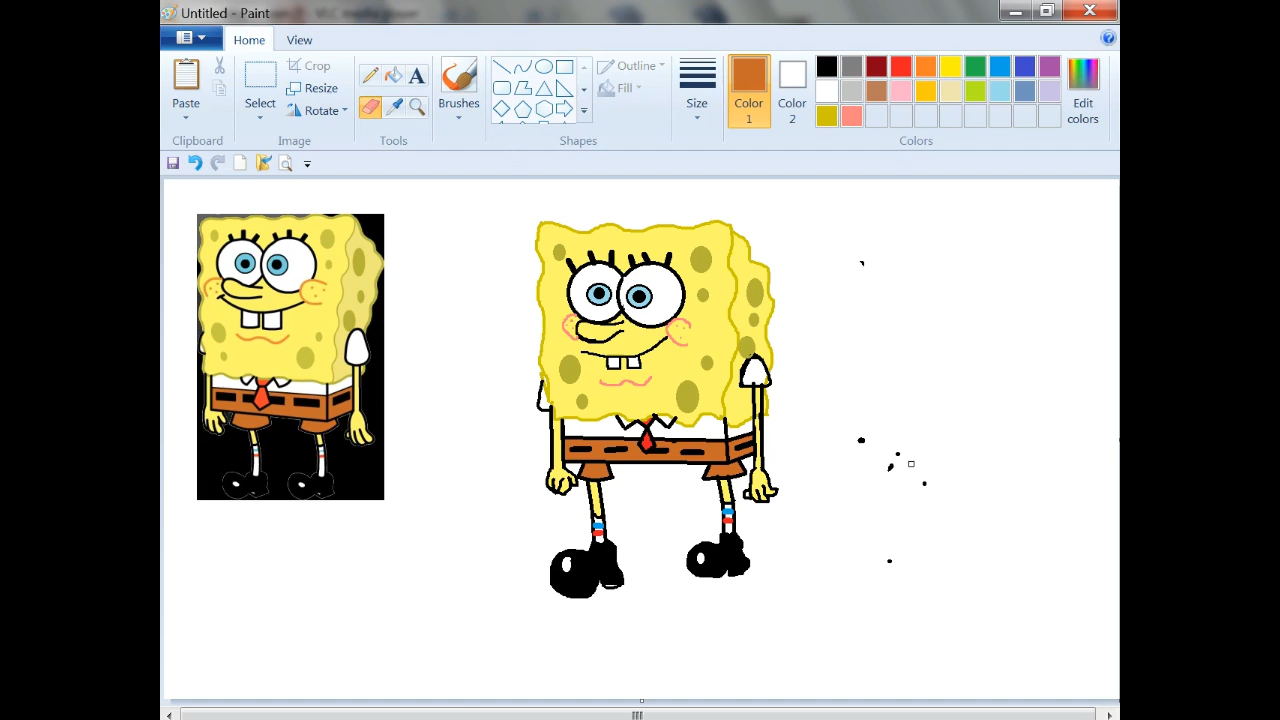 Untitled - Paint
Home View
Paste
Clipboard
Select
Crop
Resize
Rotate
Image
A
Tools
Brushes
Outline
Fill
Shapes
Size
Color 1
Color 2
Edit colors
Colors